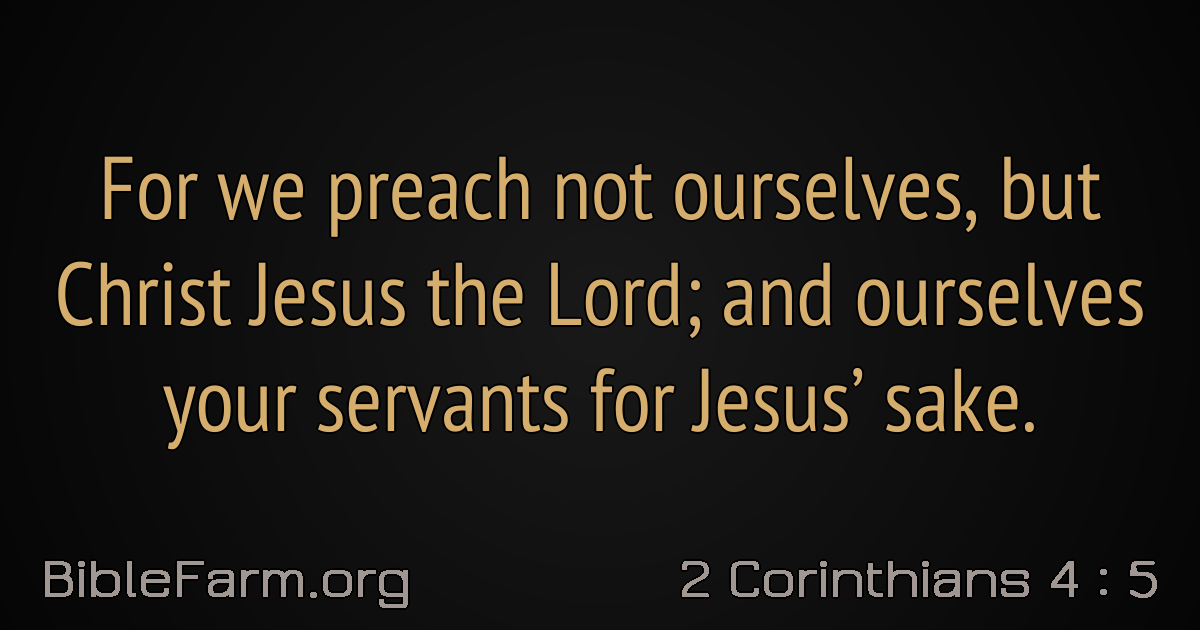 For we preach not ourselves, but
Christ Jesus the Lord; and ourselves
your servants for Jesus’ sake.
BibleFarm.org
2 Corinthians 4 : 5